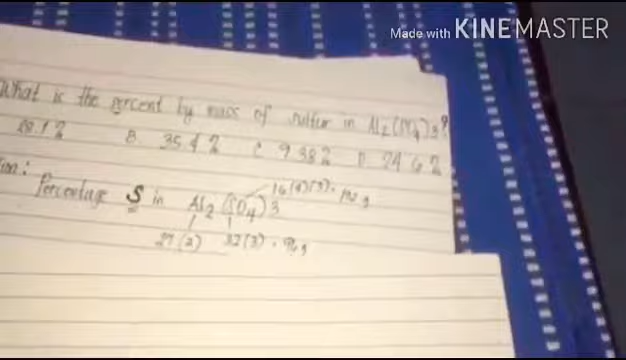 Made with KINEMASTER
What is the percent by mass of sulfur in Al2(SO4)3?
B. 35.4% C. 9.38% D. 24.6%
Percentage S in Al2(SO4)3
16(4)(3)= 192 g
27(2) 32(3) = 96 g